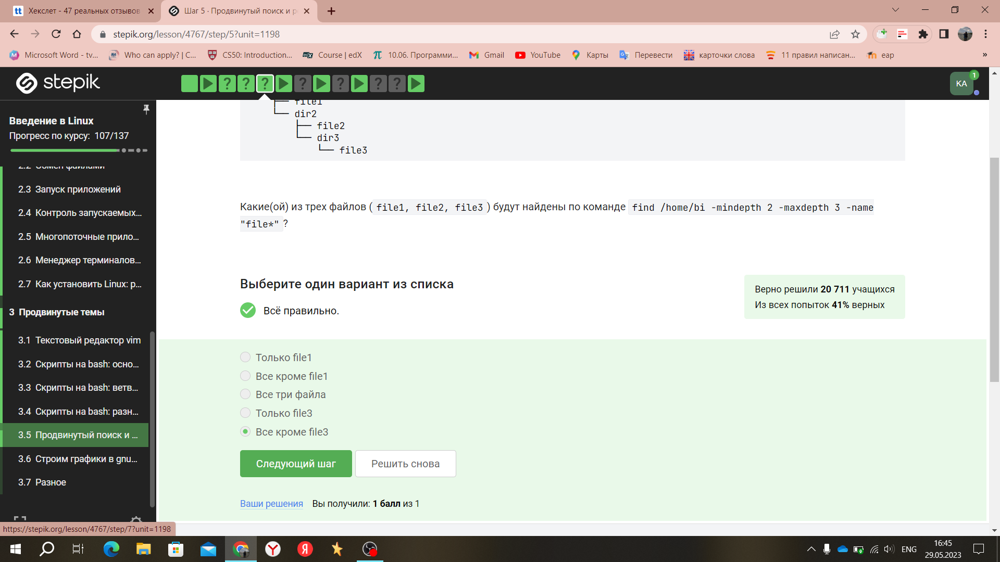 Хекслет - 47 реальных отзывов
Шаг 5 · Продвинутый поиск и р
stepik.org/lesson/4767/step/5?unit=1198
Microsoft Word - tv...
Who can apply? | C...
CS50: Introduction...
edX
Course | edX
10.06. Программи...
Gmail
YouTube
Карты
Перевести
карточки слова
11 правил написан...
eap
»
stepik
? ? ? ? ? ? ?
KA
1
Введение в Linux
Прогресс по курсу: 107/137
2.2 Обмен файлами
2.3 Запуск приложений
2.4 Контроль запускаемых...
2.5 Многопоточные прило...
2.6 Менеджер терминалов...
2.7 Как установить Linux: р...
3 Продвинутые темы
3.1 Текстовый редактор vim
3.2 Скрипты на bash: осно...
3.3 Скрипты на bash: ветв...
3.4 Скрипты на bash: разн...
3.5 Продвинутый поиск и ...
3.6 Строим графики в gnu...
3.7 Разное
├── file1
└── dir2
├── file2
└── dir3
└── file3
Какие(ой) из трех файлов ( file1, file2, file3 ) будут найдены по команде find /home/bi -mindepth 2 -maxdepth 3 -name
"file*" ?
Выберите один вариант из списка
Всё правильно.
Верно решили 20 711 учащихся
Из всех попыток 41% верных
Только file1
Все кроме file1
Все три файла
Только file3
Все кроме file3
Следующий шаг
Решить снова
Ваши решения Вы получили: 1 балл из 1
https://stepik.org/lesson/4767/step/7?unit=1198
ENG
16:45
29.05.2023